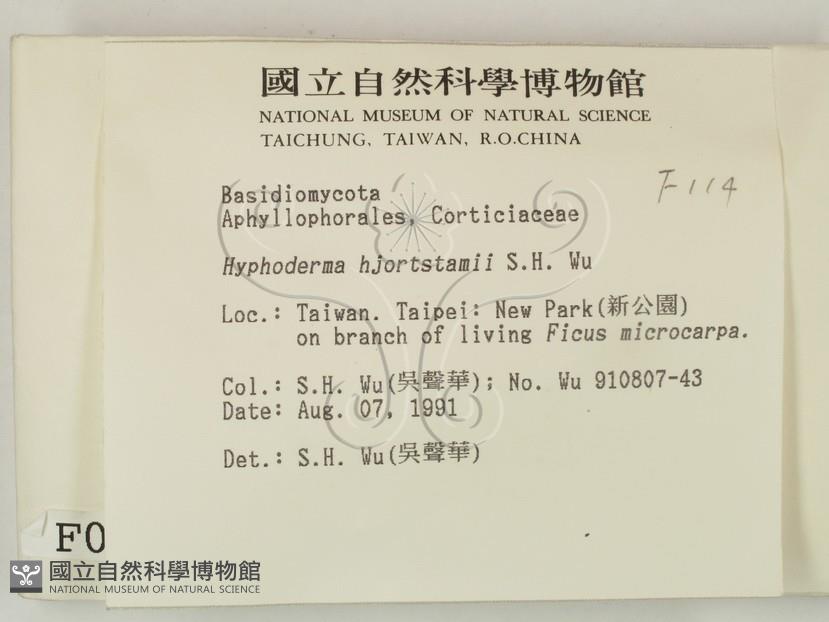 國立自然科學博物館
NATIONAL MUSEUM OF NATURAL SCIENCE
TAICHUNG, TAIWAN, R.O.CHINA
F-114
Basidiomycota
Aphyllophorales, Corticiaceae
Hyphoderma hjortstamii S.H. Wu
Loc.: Taiwan. Taipei: New Park(新公園)
on branch of living Ficus microcarpa.
Col.: S.H. Wu(吳聲華); No. Wu 910807-43
Date: Aug. 07, 1991
Det.: S.H. Wu(吳聲華)
F0
國立自然科學博物館
NATIONAL MUSEUM OF NATURAL SCIENCE